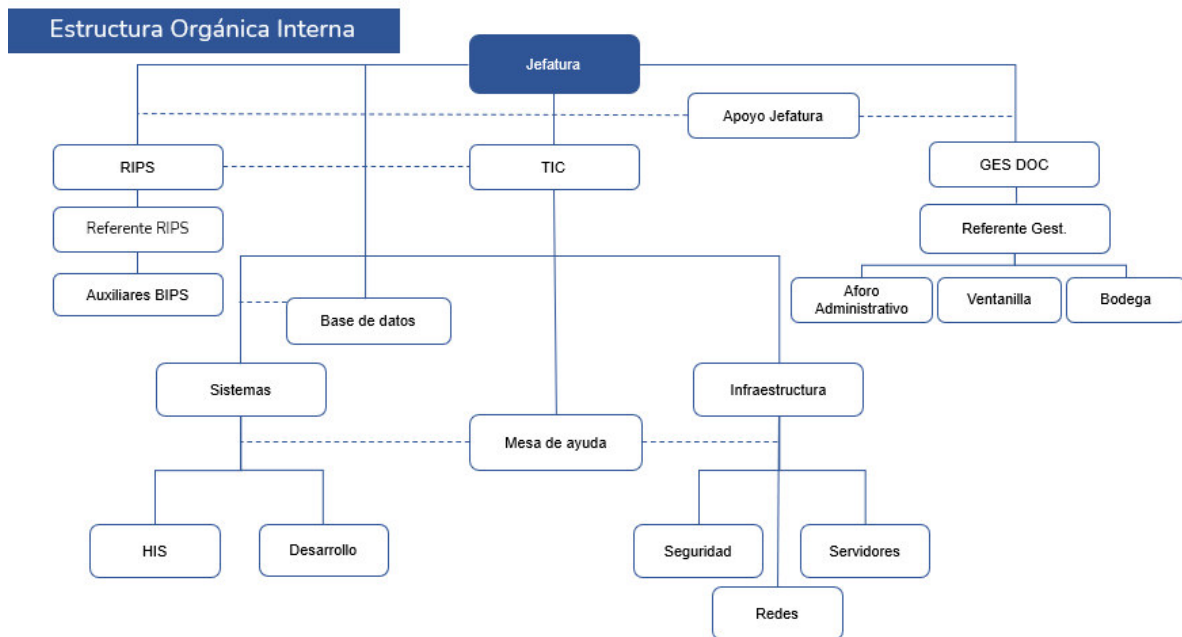 Estructura Orgánica Interna
Jefatura
Apoyo Jefatura
RIPS
TIC
GES DOC
Referente RIPS
Referente Gest.
Auxiliares BIPS
Aforo
Administrativo
Ventanilla
Bodega
Base de datos
Sistemas
Infraestructura
Mesa de ayuda
HIS
Desarrollo
Seguridad
Servidores
Redes